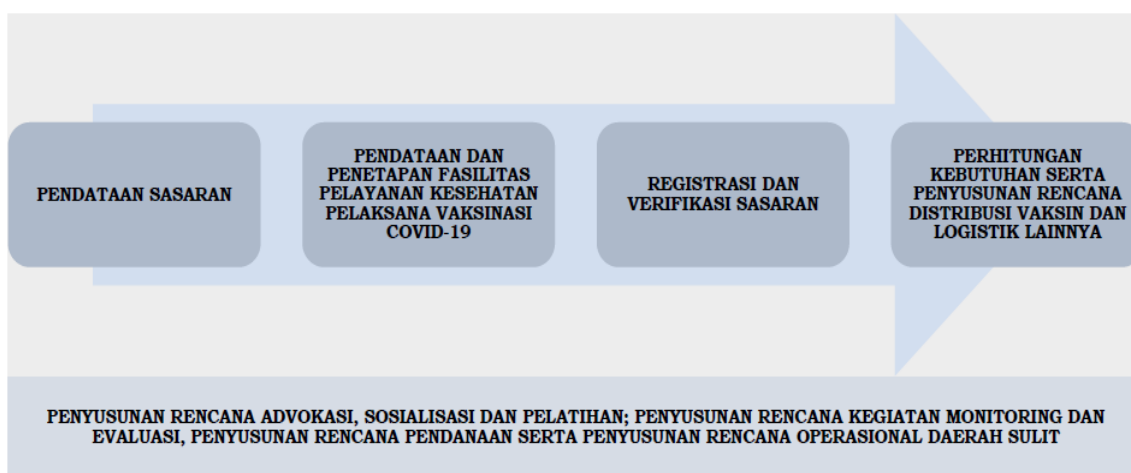 PENDATAAN SASARAN
PENDATAAN DAN
PENETAPAN FASILITAS
PELAYANAN KESEHATAN
PELAKSANA VAKSINASI
COVID-19
REGISTRASI DAN
VERIFIKASI SASARAN
PERHITUNGAN
KEBUTUHAN SERTA
PENYUSUNAN RENCANA
DISTRIBUSI VAKSIN DAN
LOGISTIK LAINNYA
PENYUSUNAN RENCANA ADVOKASI, SOSIALISASI DAN PELATIHAN; PENYUSUNAN RENCANA KEGIATAN MONITORING DAN
EVALUASI, PENYUSUNAN RENCANA PENDANAAN SERTA PENYUSUNAN RENCANA OPERASIONAL DAERAH SULIT